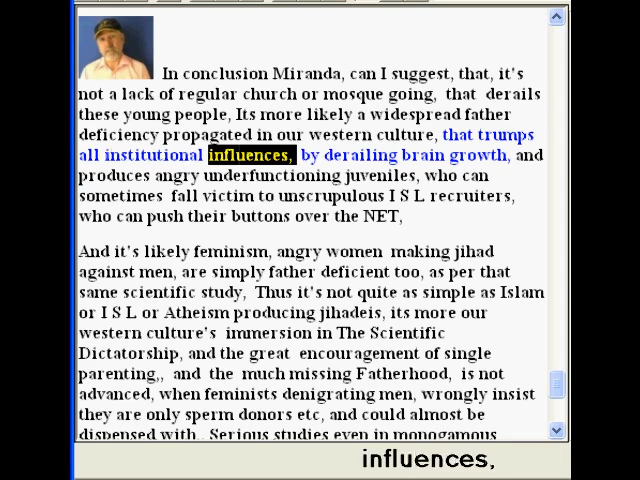 In conclusion Miranda, can I suggest, that, it's
not a lack of regular church or mosque going, that derails
these young people, Its more likely a widespread father
deficiency propagated in our western culture, that trumps
all institutional influences, by derailing brain growth, and
produces angry underfunctioning juveniles, who can
sometimes fall victim to unscrupulous I S L recruiters,
who can push their buttons over the NET,
And it's likely feminism, angry women making jihad
against men, are simply father deficient too, as per that
same scientific study, Thus it's not quite as simple as Islam
or I S L or Atheism producing jihadeis, its more our
western culture's immersion in The Scientific
Dictatorship, and the great encouragement of single
parenting,, and the much missing Fatherhood, is not
advanced, when feminists denigrating men, wrongly insist
they are only sperm donors etc, and could almost be
dispensed with.. Serious studies even in monogamous
influences,